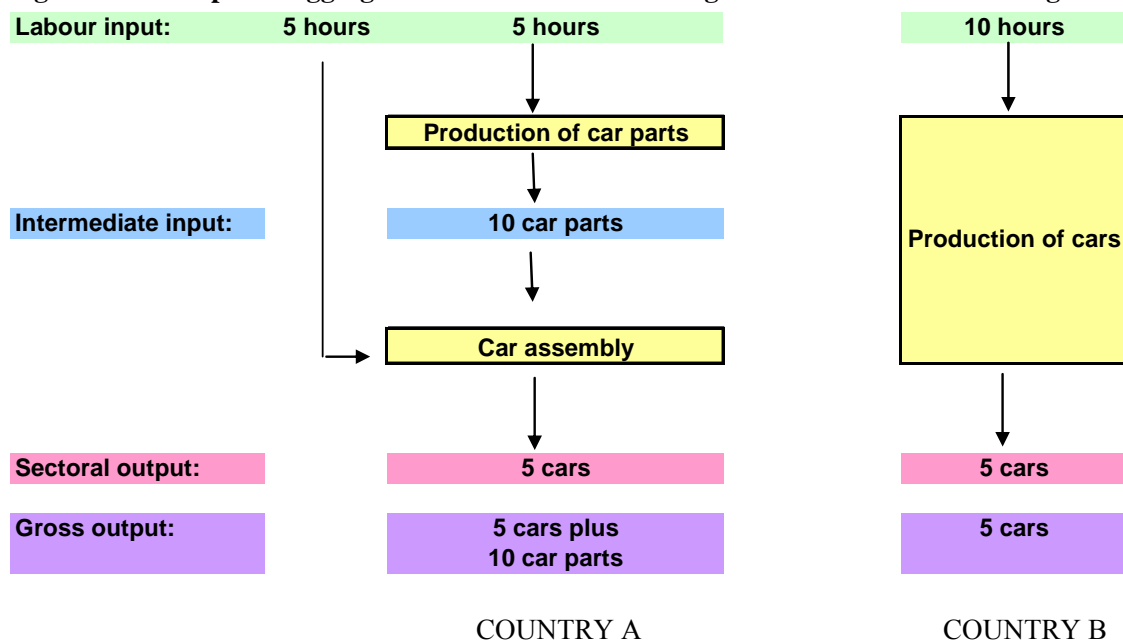 Labour input: 5 hours 5 hours 10 hours
Production of car parts
Intermediate input: 10 car parts
Production of cars
Car assembly
Sectoral output: 5 cars 5 cars
Gross output: 5 cars plus 5 cars
10 car parts
COUNTRY A COUNTRY B